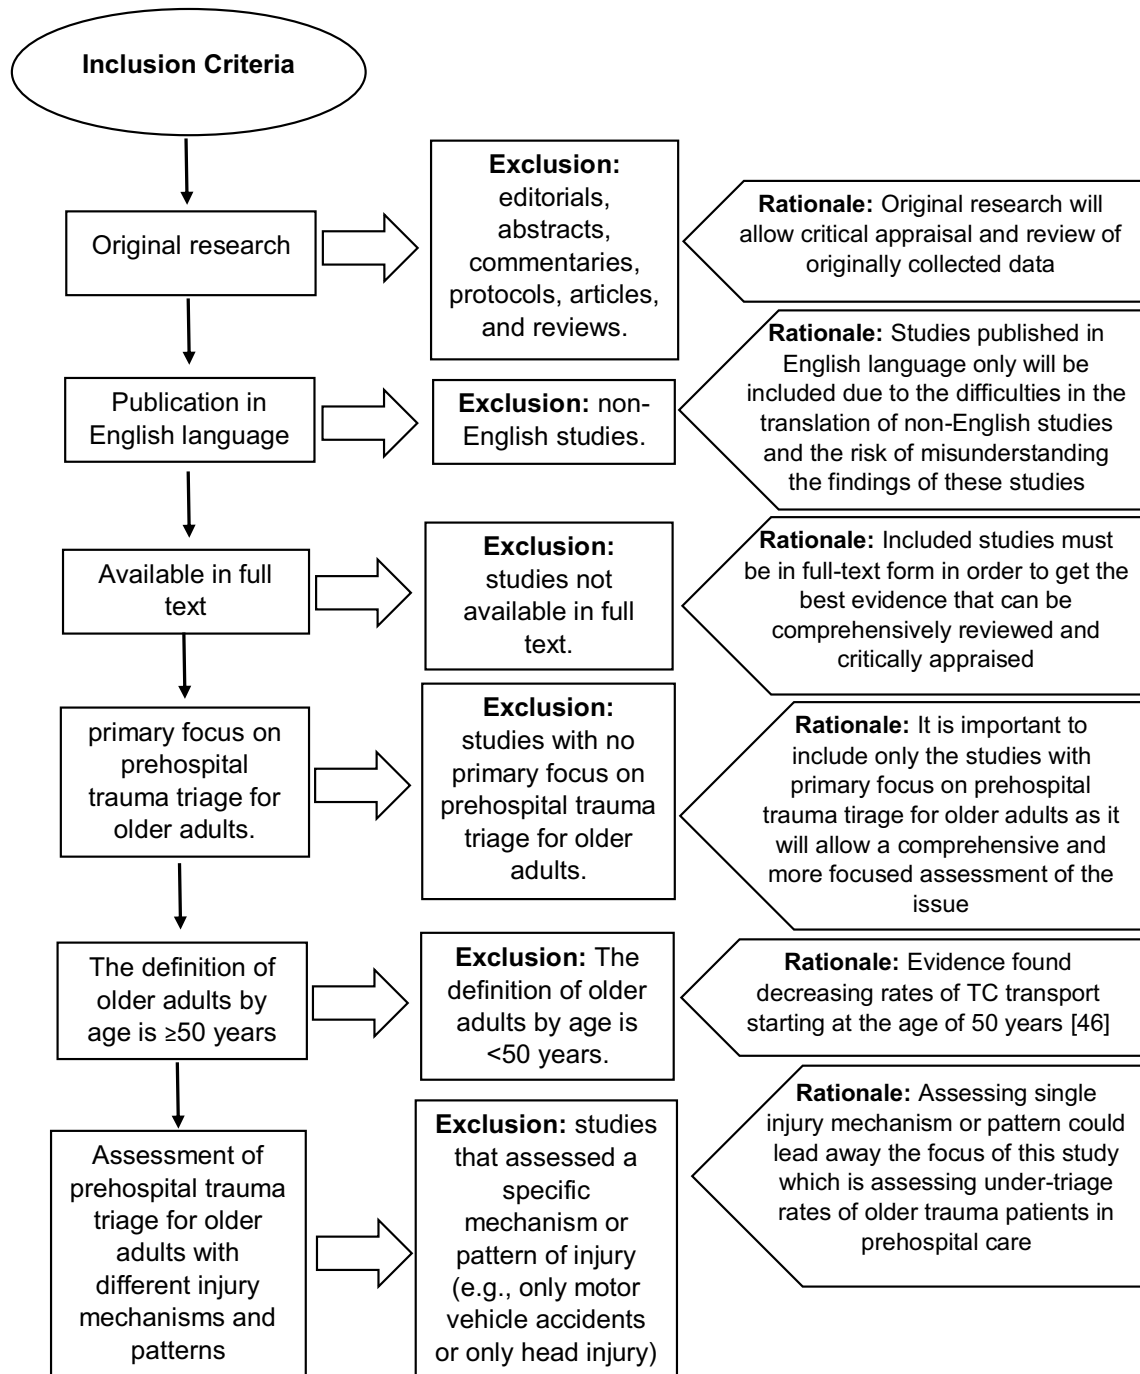 Inclusion Criteria
Original research
Exclusion:
editorials,
abstracts,
commentaries,
protocols, articles,
and reviews.
Rationale: Original research will
allow critical appraisal and review of
originally collected data
Publication in
English language
Exclusion: non-
English studies.
Rationale: Studies published in
English language only will be
included due to the difficulties in the
translation of non-English studies
and the risk of misunderstanding
the findings of these studies
Available in full
text
Exclusion:
studies not
available in full
text.
Rationale: Included studies must
be in full-text form in order to get the
best evidence that can be
comprehensively reviewed and
critically appraised
primary focus on
prehospital
trauma triage for
older adults.
Exclusion:
studies with no
primary focus on
prehospital trauma
triage for older
adults.
Rationale: It is important to
include only the studies with
primary focus on prehospital
trauma tirage for older adults as it
will allow a comprehensive and
more focused assessment of the
issue
The definition of
older adults by
age is ≥50 years
Exclusion: The
definition of older
adults by age is
<50 years.
Rationale: Evidence found
decreasing rates of TC transport
starting at the age of 50 years [46]
Assessment of
prehospital trauma
triage for older
adults with
different injury
mechanisms and
patterns
Exclusion: studies
that assessed a
specific
mechanism or
pattern of injury
(e.g., only motor
vehicle accidents
or only head injury)
Rationale: Assessing single
injury mechanism or pattern could
lead away the focus of this study
which is assessing under-triage
rates of older trauma patients in
prehospital care